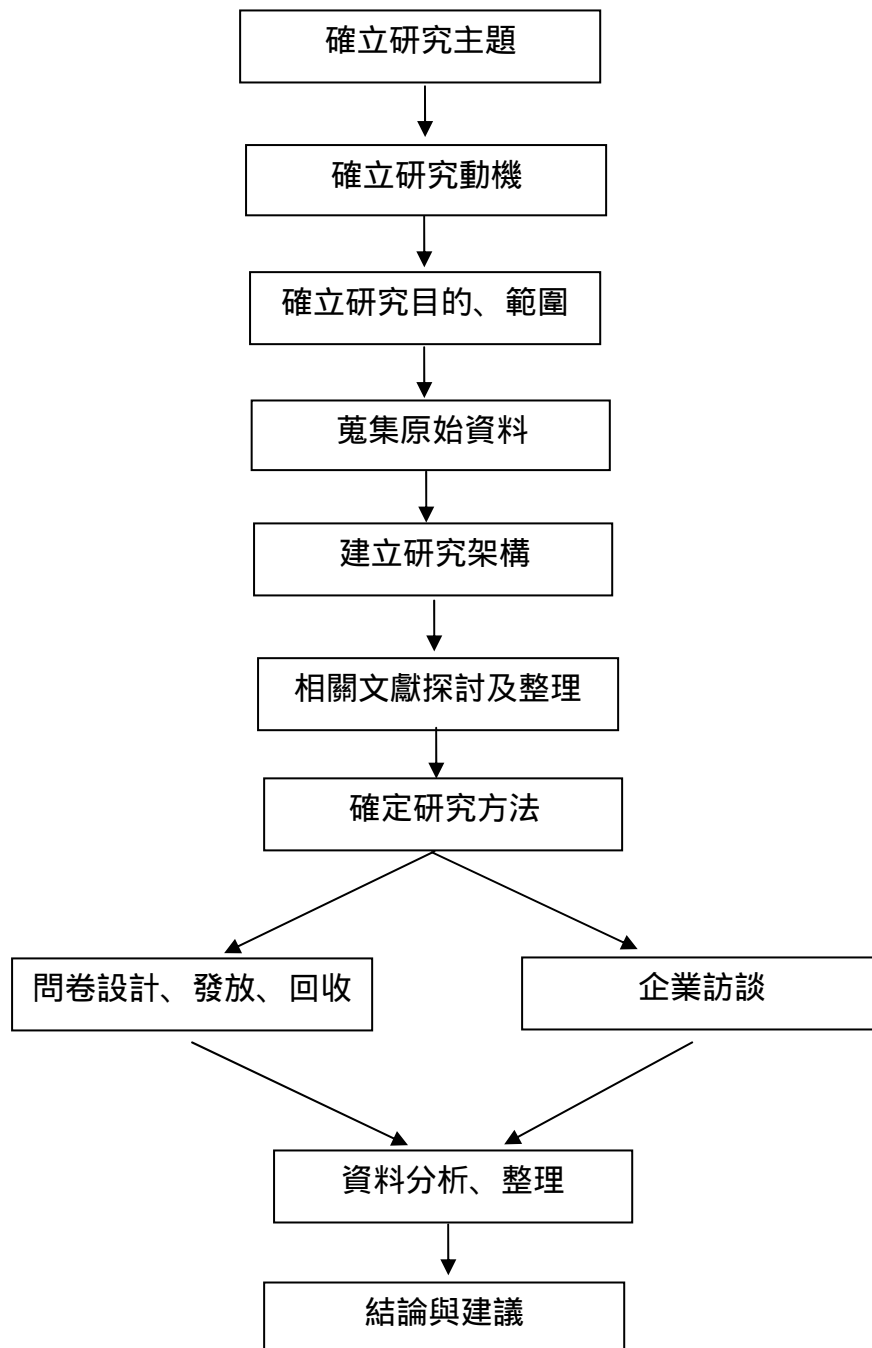 確立研究主題
確立研究動機
確立研究目的、範圍
蒐集原始資料
建立研究架構
相關文獻探討及整理
確定研究方法
問卷設計、發放、回收
企業訪談
資料分析、整理
結論與建議